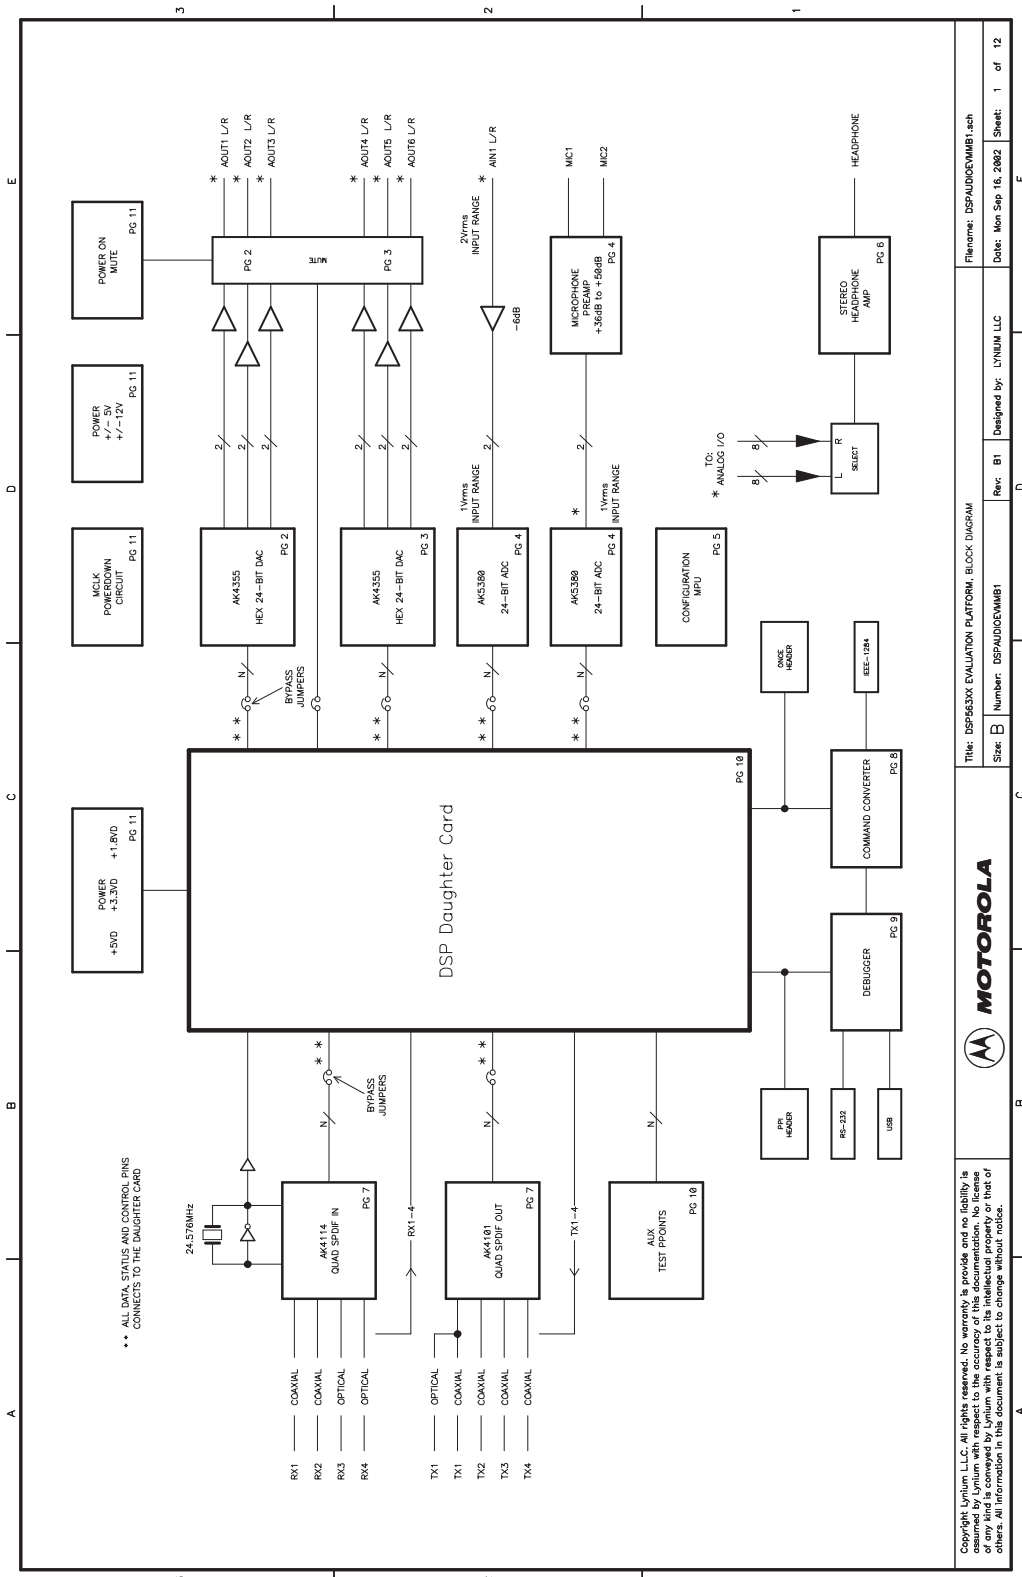 3
2
1
E
D
C
B
A
POWER ON
MUTE
PG 11
POWER
+/- 5V
+/-12V
PG 11
MCLK
POWERDOWN
CIRCUIT
PG 11
POWER
+5VD +3.3VD +1.8VD
PG 11
** ALL DATA, STATUS AND CONTROL PINS
CONNECTS TO THE DAUGHTER CARD
24.576MHz
RX1 COAXIAL
RX2 COAXIAL
RX3 OPTICAL
RX4 OPTICAL
AK4114
QUAD SPDIF IN
PG 7
N
BYPASS
JUMPERS
* *
RX1-4
TX1 OPTICAL
TX1 COAXIAL
TX2 COAXIAL
TX3 COAXIAL
TX4 COAXIAL
AK4101
QUAD SPDIF OUT
PG 7
N
* *
TX1-4
AUX
TEST PPOINTS
PG 10
N
DSP Daughter Card
PG 10
* *
BYPASS
JUMPERS
N
AK4355
HEX 24-BIT DAC
PG 2
2
2
2
* *
N
AK4355
HEX 24-BIT DAC
PG 3
2
2
2
PG 2
MUTE
PG 3
* AOUT1 L/R
* AOUT2 L/R
* AOUT3 L/R
* AOUT4 L/R
* AOUT5 L/R
* AOUT6 L/R
* *
N
AK5380
24-BIT ADC
PG 4
1Vrms
INPUT RANGE
2
-6dB
2Vrms
INPUT RANGE
* AIN1 L/R
* *
N
AK5380
24-BIT ADC
PG 4
*
1Vrms
INPUT RANGE
2
MICROPHONE
PREAMP
+36dB to +50dB
PG 4
MIC1
MIC2
CONFIGURATION
MPU
PG 5
TO:
* ANALOG I/O
8
8
L R
SELECT
STEREO
HEADPHONE
AMP
PG 6
HEADPHONE
PPI
HEADER
RS-232
USB
DEBUGGER
PG 9
COMMAND CONVERTER
PG 8
ONCE
HEADER
IEEE-1284
Copyright Lynium L.L.C. All rights reserved. No warranty is provide and no liability is
assumed by Lynium with respect to the accuracy of this documentation. No license
of any kind is conveyed by Lynium with respect to its intellectual property or that of
others. All information in this document is subject to change without notice.
MOTOROLA
Title: DSP563XX EVALUATION PLATFORM, BLOCK DIAGRAM
Filename: DSPAUDIOEVMMB1.sch
Size: B Number: DSPAUDIOEVMMB1 Rev: B1 Designed by: LYNIUM LLC Date: Mon Sep 16, 2002 Sheet: 1 of 12
A
B
C
D
E